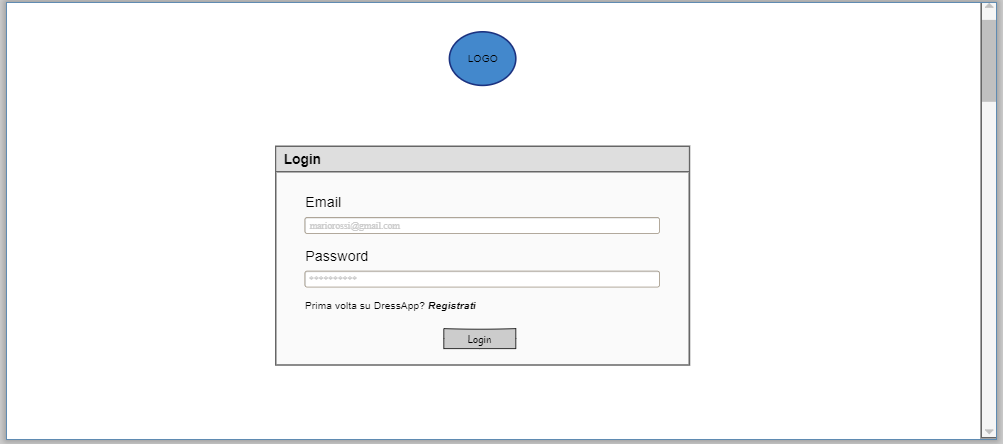 LOGO
Login
Email
mariorossi@gmail.com
Password
**********
Prima volta su DressApp? Registrati
Login